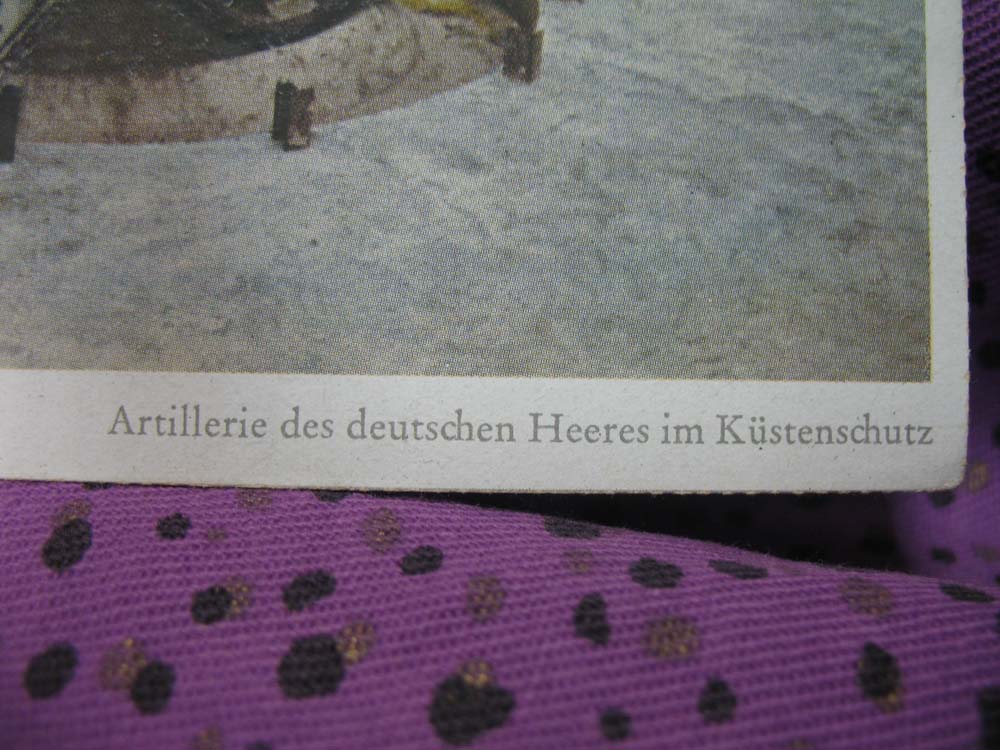 Artillerie des deutschen Heeres im Küstenschutz